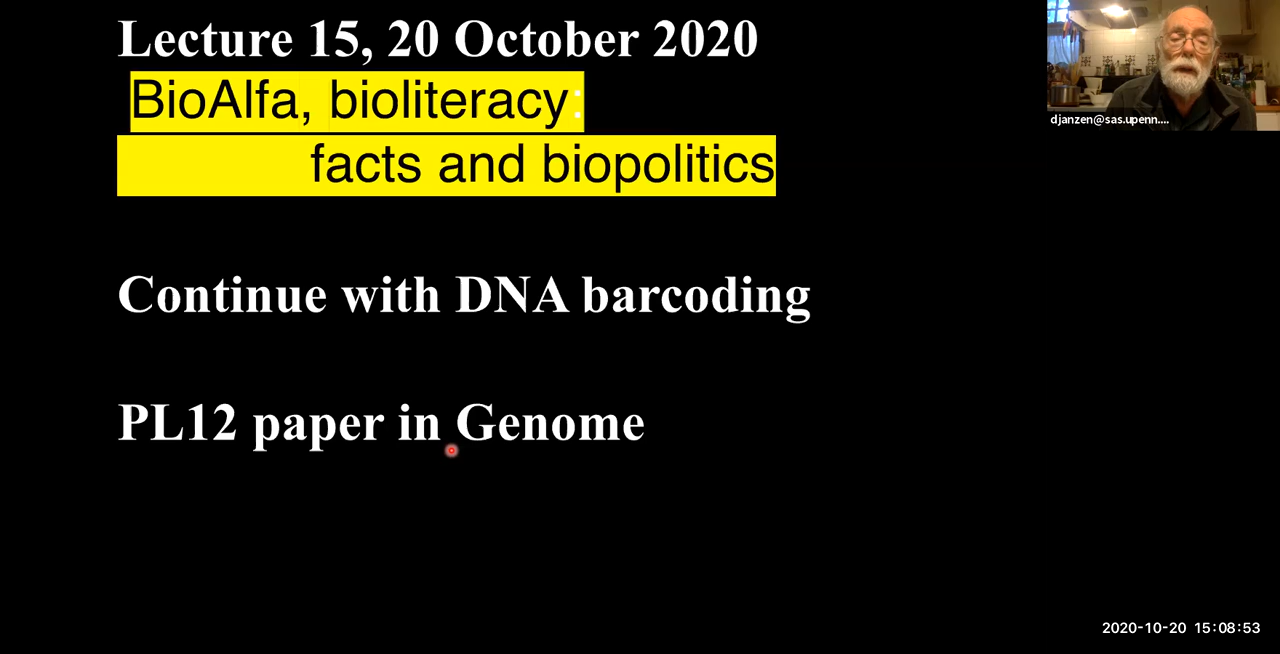 Lecture 15, 20 October 2020
BioAlfa, bioliteracy:
facts and biopolitics
Continue with DNA barcoding
PL12 paper in Genome
djanzen@sas.upenn....
2020-10-20 15:08:53